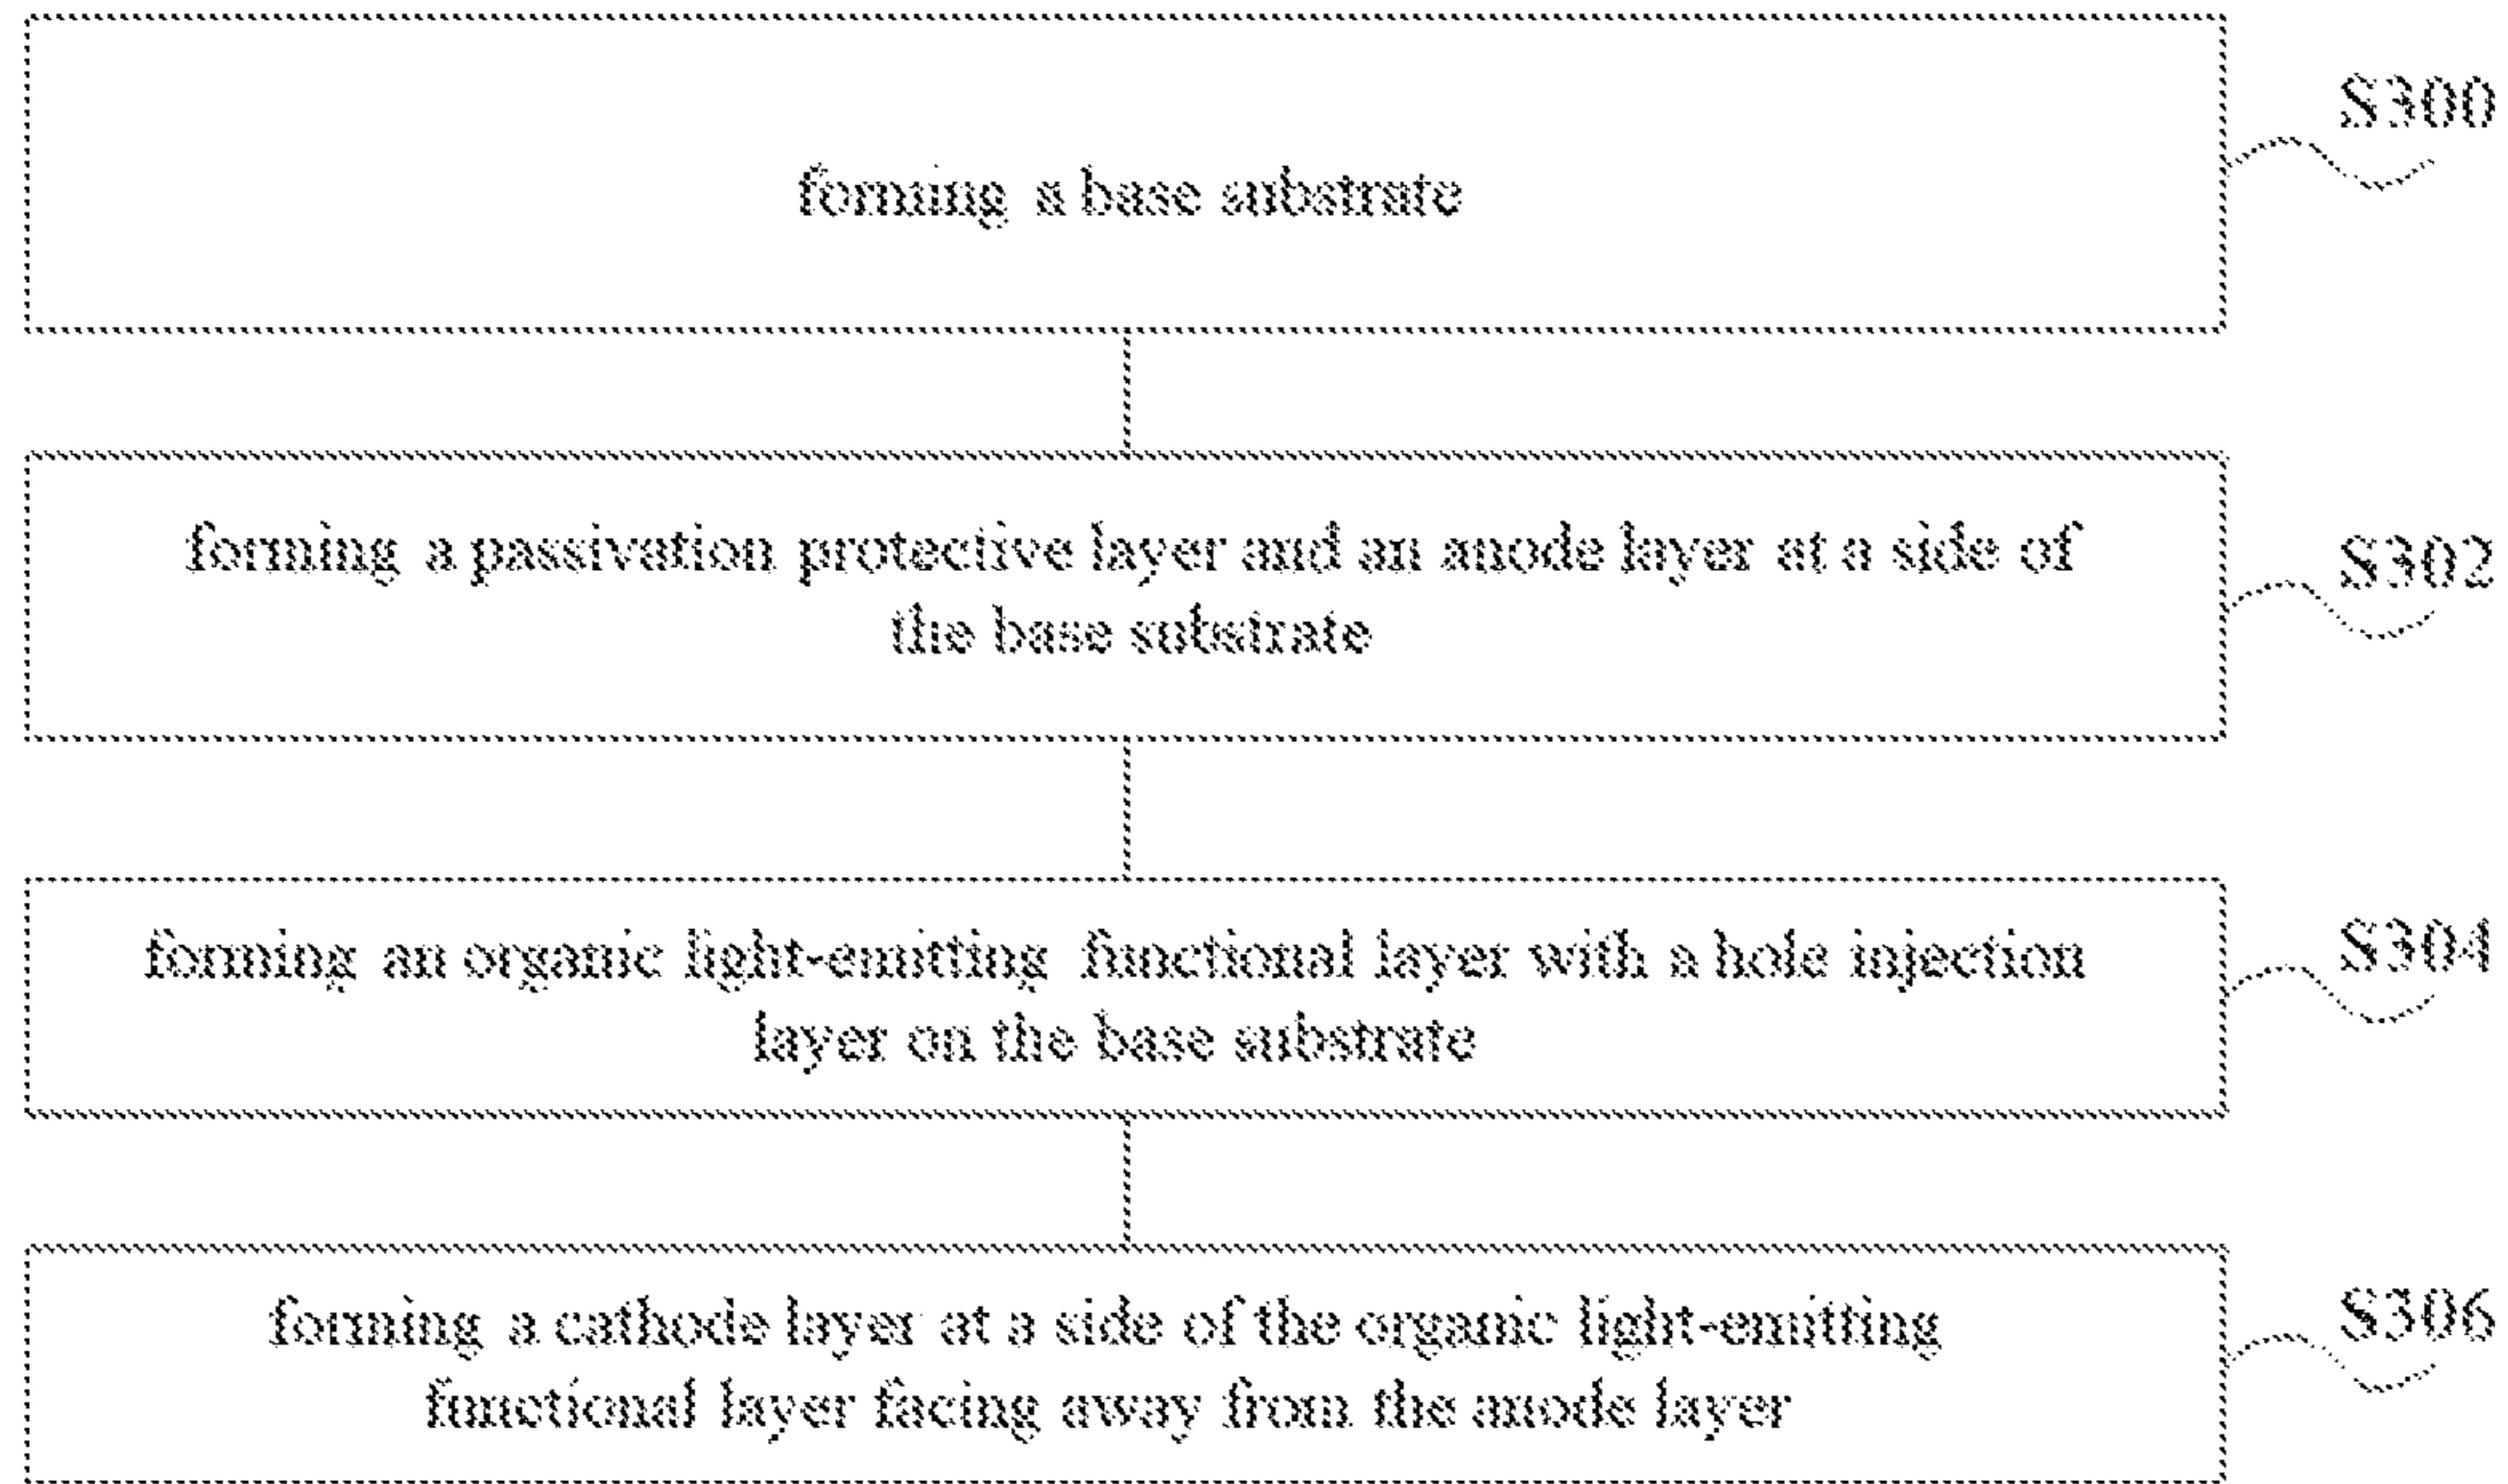 S300
forming a base substrate
forming a passivation protective layer and an anode layer at a side of
the base substrate
S302
forming an organic light-emitting functional layer with a hole injection
layer on the base substrate
S304
forming a cathode layer at a side of the organic light-emitting
functional layer facing away from the anode layer
S306